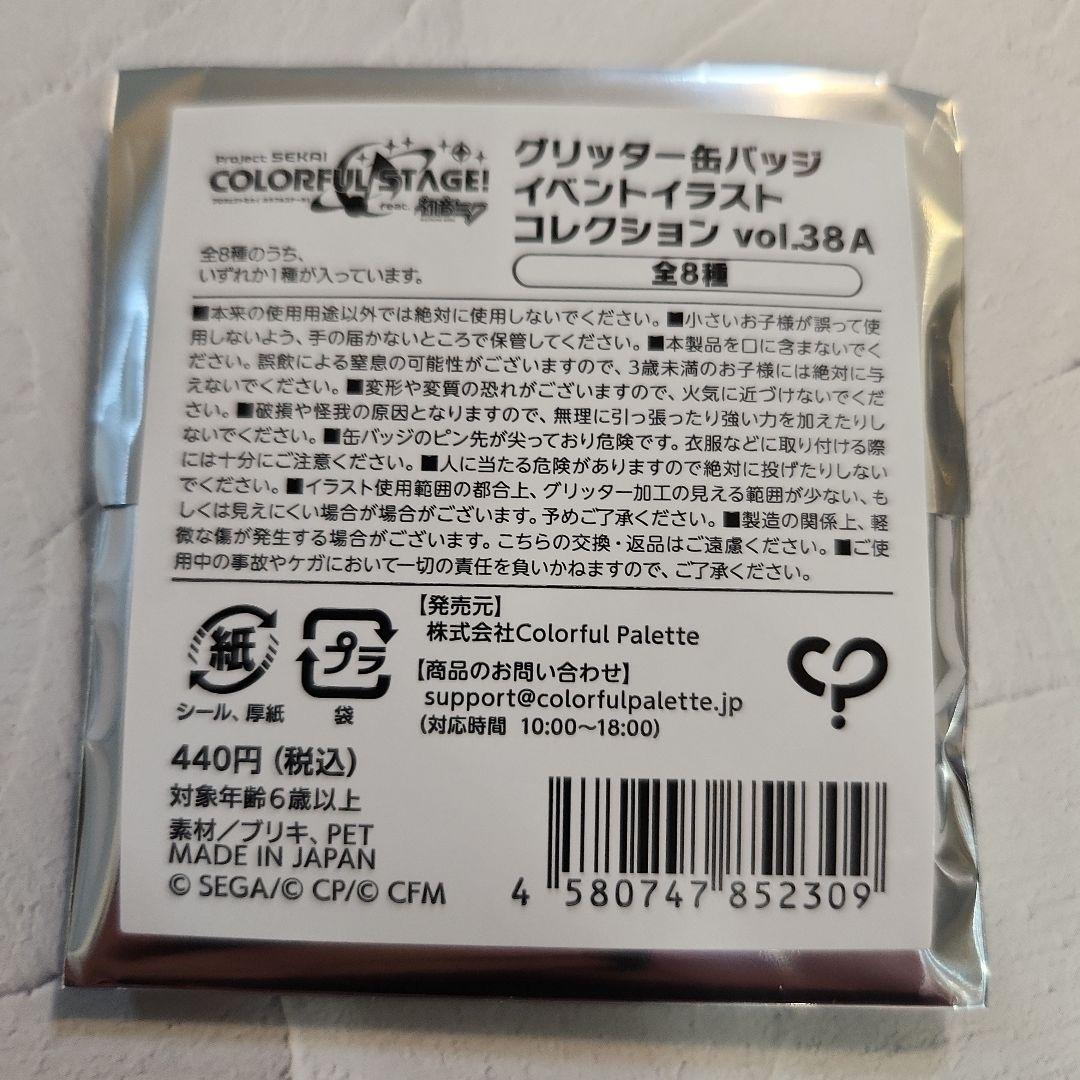 Project SEKAI
COLORFUL STAGE!
プロジェクトセカイ カラフルステージ!
feat. 初音ミク
グリッター缶バッジ
イベントイラスト
コレクション vol.38A
全8種
全8種のうち、
いずれか1種が入っています。
■本来の使用用途以外では絶対に使用しないでください。■小さいお子様が誤って使
用しないよう、手の届かないところで保管してください。■本製品を口に含まないでく
ださい。誤飲による窒息の可能性がございますので、3歳未満のお子様には絶対に与
えないでください。■変形や変質の恐れがございますので、火気に近づけないでくだ
さい。■破損や怪我の原因となりますので、無理に引っ張ったり強い力を加えたりし
ないでください。■缶バッジのピン先が尖っており危険です。衣服などに取り付ける際
には十分にご注意ください。■人に当たる危険がありますので絶対に投げたりしない
でください。■イラスト使用範囲の都合上、グリッター加工の見える範囲が少ない、も
しくは見えにくい場合が場合がございます。予めご了承ください。■製造の関係上、軽
微な傷が発生する場合がございます。こちらの交換・返品はご遠慮ください。■ご使
用中の事故やケガにおいて一切の責任を負いかねますので、ご了承ください。
紙
シール、厚紙
プラ
袋
【発売元】
株式会社Colorful Palette
【商品のお問い合わせ】
support@colorfulpalette.jp
(対応時間 10:00～18:00)
440円(税込)
対象年齢6歳以上
素材／ブリキ、PET
MADE IN JAPAN
© SEGA/© CP/© CFM
4 580747 852309